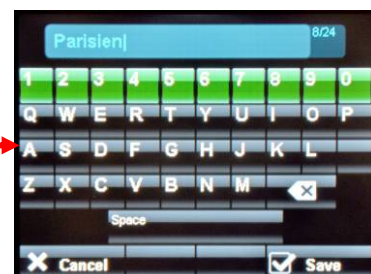 Parisien 8/24
1 2 3 4 5 6 7 8 9 0
Q W E R T Y U I O P
A S D F G H J K L
Z X C V B N M
Space
Cancel Save